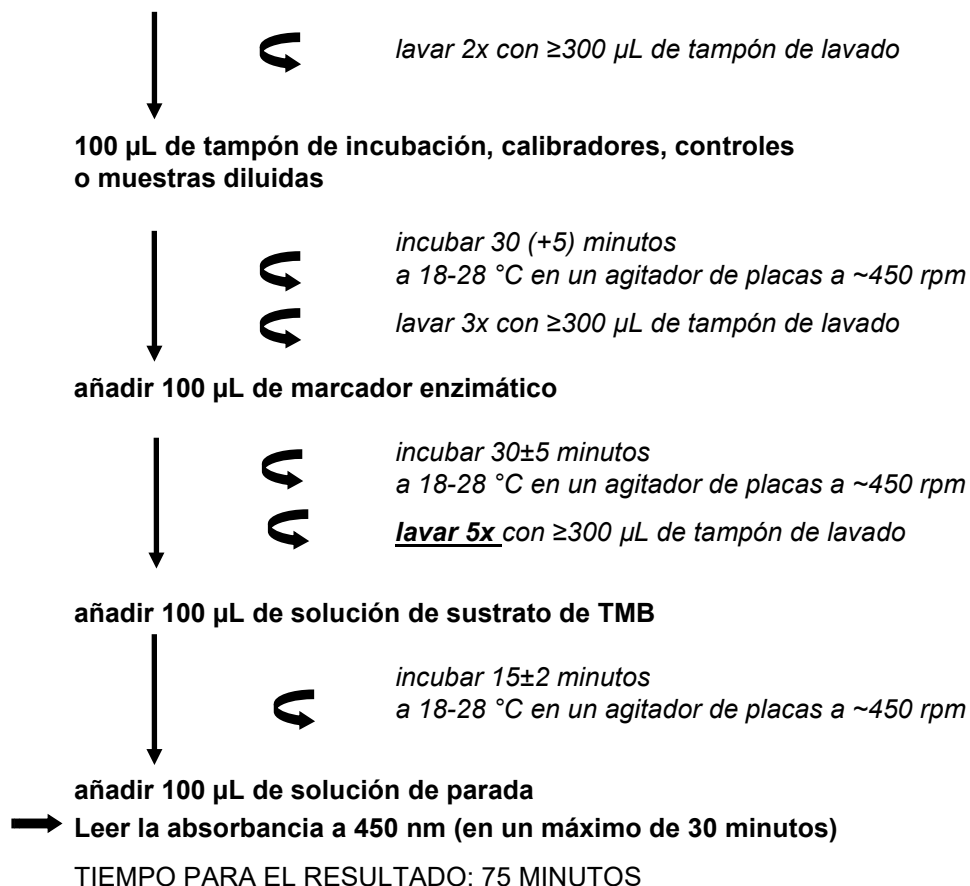 lavar 2x con ≥300 µL de tampón de lavado
100 µL de tampón de incubación, calibradores, controles
o muestras diluidas
incubar 30 (+5) minutos
a 18-28 °C en un agitador de placas a ~450 rpm
lavar 3x con ≥300 µL de tampón de lavado
añadir 100 µL de marcador enzimático
incubar 30±5 minutos
a 18-28 °C en un agitador de placas a ~450 rpm
lavar 5x con ≥300 µL de tampón de lavado
añadir 100 µL de solución de sustrato de TMB
incubar 15±2 minutos
a 18-28 °C en un agitador de placas a ~450 rpm
añadir 100 µL de solución de parada
Leer la absorbancia a 450 nm (en un máximo de 30 minutos)
TIEMPO PARA EL RESULTADO: 75 MINUTOS